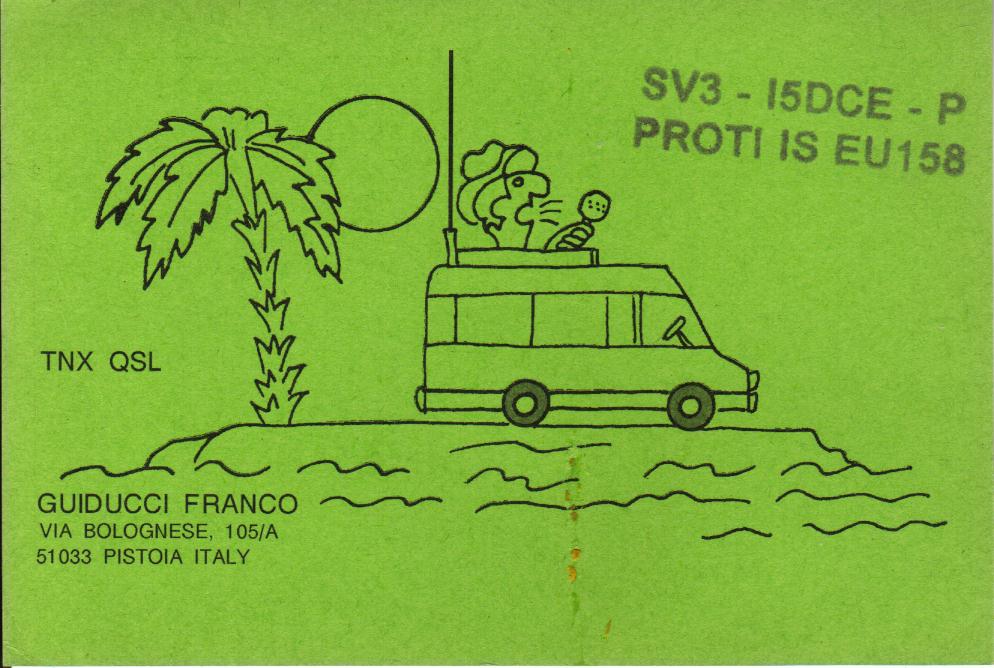 SV3 - I5DCE - P
PROTI IS EU158
TNX QSL
GUIDUCCI FRANCO
VIA BOLOGNESE, 105/A
51033 PISTOIA ITALY